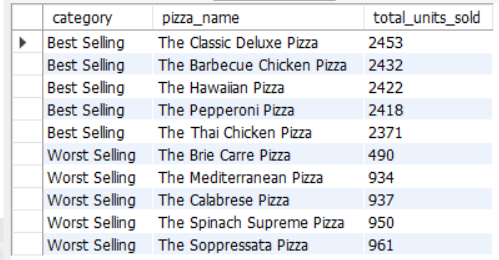 category pizza_name total_units_sold
Best Selling The Classic Deluxe Pizza 2453
Best Selling The Barbecue Chicken Pizza 2432
Best Selling The Hawaiian Pizza 2422
Best Selling The Pepperoni Pizza 2418
Best Selling The Thai Chicken Pizza 2371
Worst Selling The Brie Carre Pizza 490
Worst Selling The Mediterranean Pizza 934
Worst Selling The Calabrese Pizza 937
Worst Selling The Spinach Supreme Pizza 950
Worst Selling The Soppressata Pizza 961